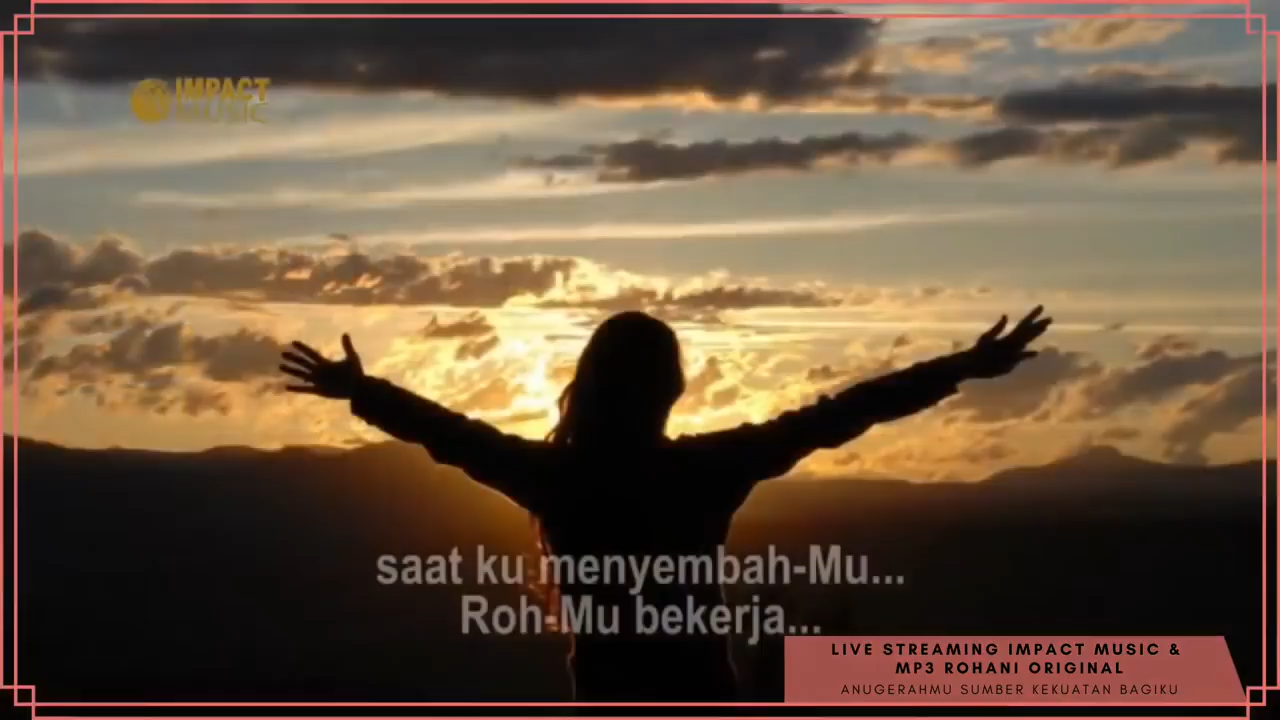 IMPACT
MUSIC
saat ku menyembah-Mu...
Roh-Mu bekerja...
LIVE STREAMING IMPACT MUSIC &
MP3 ROHANI ORIGINAL
ANUGERAHMU SUMBER KEKUATAN BAGIKU